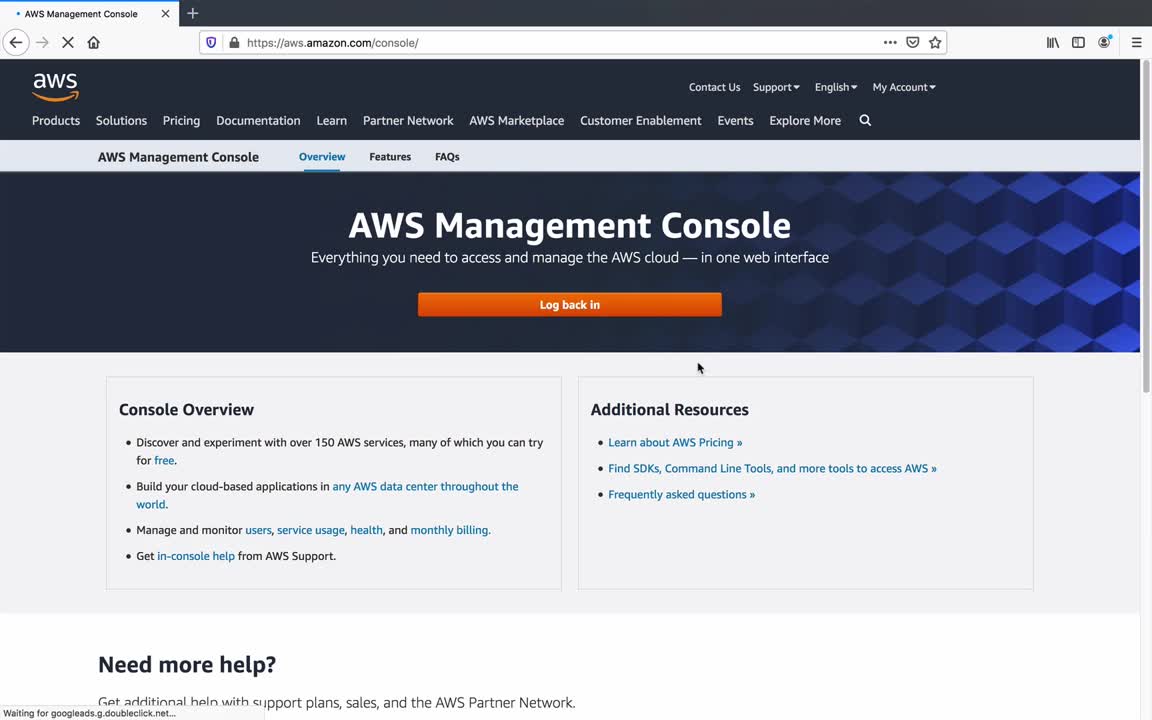 AWS Management Console
https://aws.amazon.com/console/
aws
Contact Us Support English My Account
Products Solutions Pricing Documentation Learn Partner Network AWS Marketplace Customer Enablement Events Explore More
AWS Management Console Overview Features FAQs
AWS Management Console
Everything you need to access and manage the AWS cloud — in one web interface
Log back in
Console Overview
Discover and experiment with over 150 AWS services, many of which you can try
for free.
Build your cloud-based applications in any AWS data center throughout the
world.
Manage and monitor users, service usage, health, and monthly billing.
Get in-console help from AWS Support.
Additional Resources
Learn about AWS Pricing »
Find SDKs, Command Line Tools, and more tools to access AWS »
Frequently asked questions »
Need more help?
Get additional help with support plans, sales, and the AWS Partner Network.
Waiting for googleads.g.doubleclick.net...